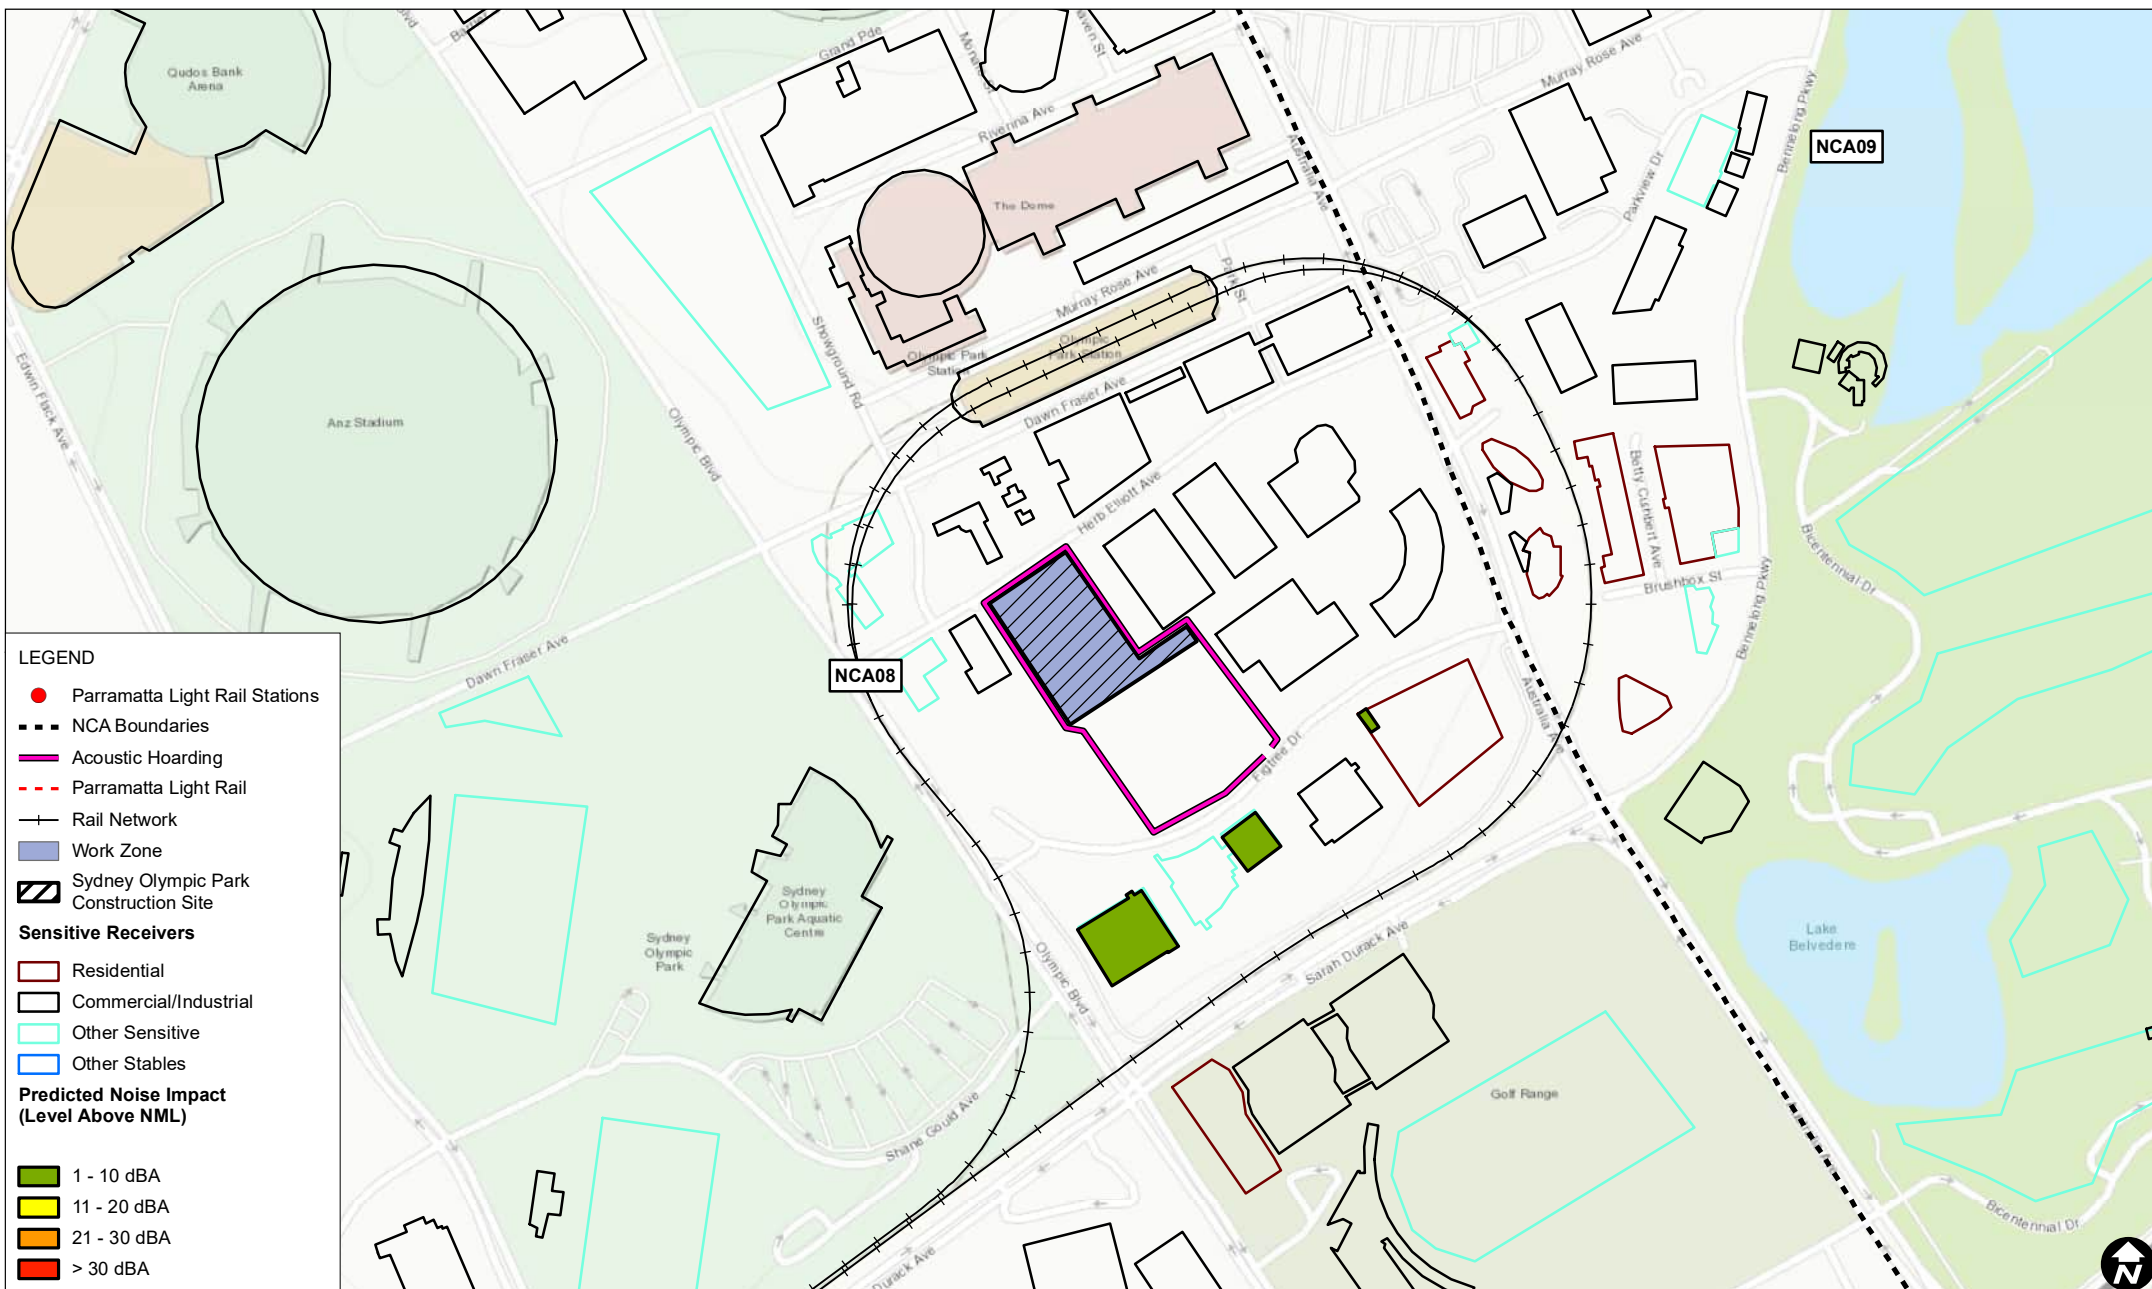 Qudos Bank
Arena
Grand Pde
Riverina Ave
Murray Rose Ave
Australia Ave
Parkview Dr
Bennelong Pkwy
NCA09
The Dome
Murray Rose Ave
Park St
Showground Rd
Olympic Park
Station
Olympic
Park Station
Dawn Fraser Ave
Edwin Flack Ave
Anz Stadium
Olympic Blvd
Herb Elliott Ave
Betty Cuthbert Ave
Brushbox St
Bicentennial Dr
Bennelong Pkwy
Dawn Fraser Ave
NCA08
Figtree Dr
Australia Ave
Sydney
Olympic
Park Aquatic
Centre
Sydney
Olympic
Park
Olympic Blvd
Sarah Durack Ave
Lake
Belvedere
Golf Range
Shane Gould Ave
Durack Ave
Bicentennial Dr
LEGEND
Parramatta Light Rail Stations
NCA Boundaries
Acoustic Hoarding
Parramatta Light Rail
Rail Network
Work Zone
Sydney Olympic Park
Construction Site
Sensitive Receivers
Residential
Commercial/Industrial
Other Sensitive
Other Stables
Predicted Noise Impact
(Level Above NML)
1 - 10 dBA
11 - 20 dBA
21 - 30 dBA
> 30 dBA
N